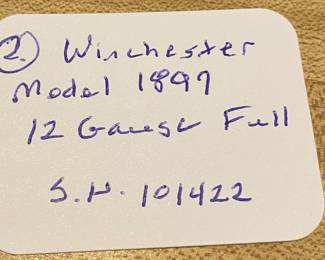 2. Winchester
Model 1897
12 Gauge Full
S.N. 101422